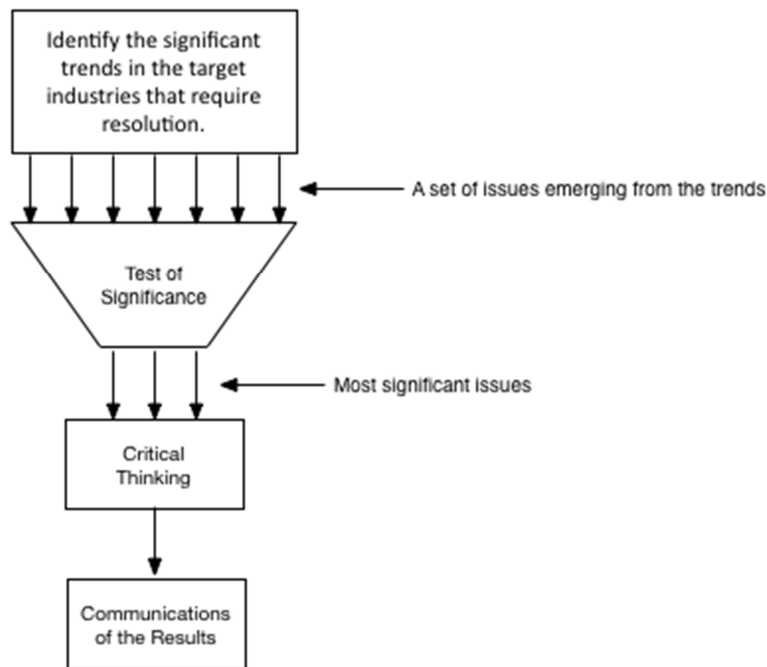 Identify the significant
trends in the target
industries that require
resolution.
A set of issues emerging from the trends
Test of
Significance
Most significant issues
Critical
Thinking
Communications
of the Results